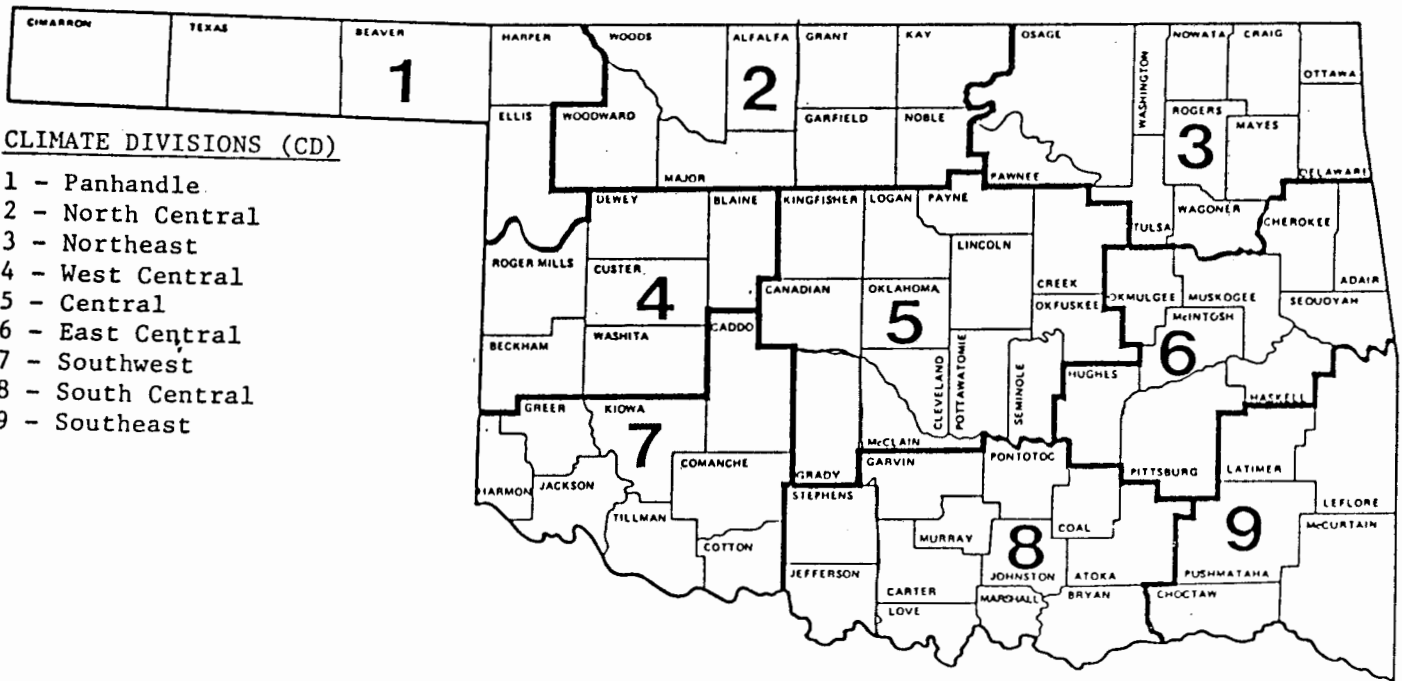 CIMARRON
TEXAS
BEAVER
1
HARPER
WOODS
ALFALFA
2
GRANT
KAY
OSAGE
WASHINGTON
NOWATA
CRAIG
OTTAWA
ELLIS
WOODWARD
MAJOR
GARFIELD
NOBLE
PAWNEE
ROGERS
3
MAYES
DELAWARE
CLIMATE DIVISIONS (CD)
1 - Panhandle
2 - North Central
3 - Northeast
4 - West Central
5 - Central
6 - East Central
7 - Southwest
8 - South Central
9 - Southeast
ROGER MILLS
DEWEY
BLAINE
KINGFISHER
LOGAN
PAYNE
LINCOLN
CREEK
TULSA
WAGONER
CHEROKEE
ADAIR
CUSTER
4
CANADIAN
OKLAHOMA
5
OKFUSKEE
OKMULGEE
MUSKOGEE
SEQUOYAH
McINTOSH
6
BECKHAM
WASHITA
CADDO
CLEVELAND
POTTAWATOMIE
SEMINOLE
HUGHES
HASKELL
GREER
KIOWA
7
COMANCHE
GRADY
McCLAIN
GARVIN
PONTOTOC
PITTSBURG
LATIMER
LEFLORE
HARMON
JACKSON
TILLMAN
COTTON
STEPHENS
JEFFERSON
MURRAY
8
JOHNSTON
COAL
ATOKA
9
PUSHMATAHA
McCURTAIN
CARTER
LOVE
MARSHALL
BRYAN
CHOCTAW